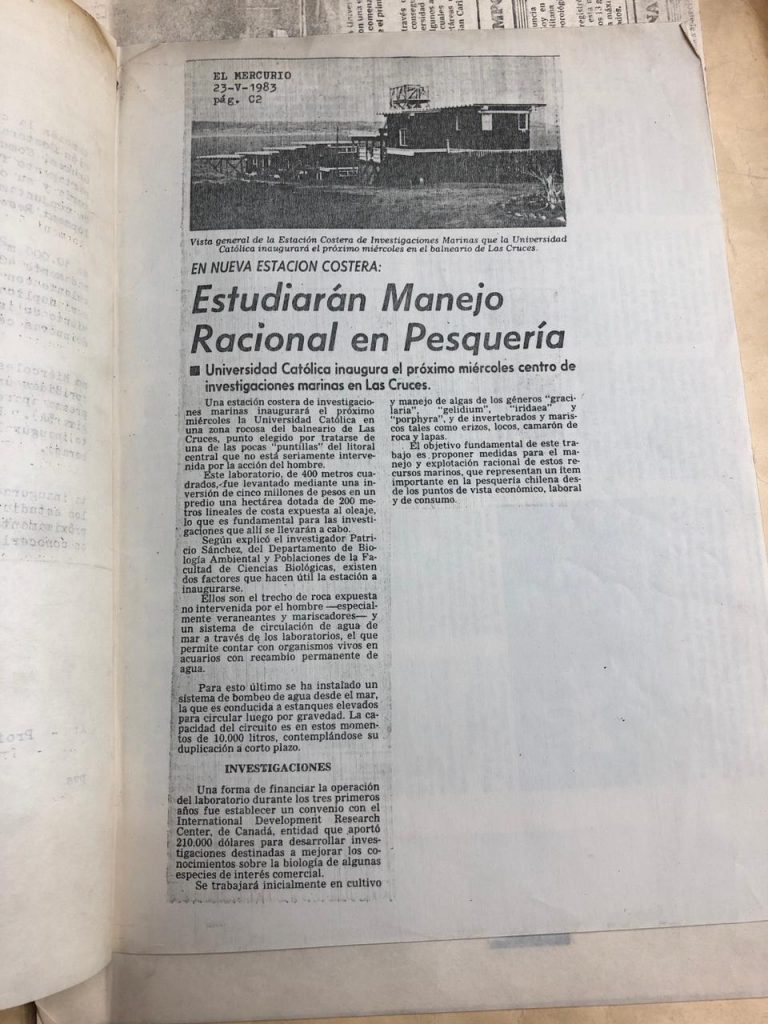 EL MERCURIO
23-V-1983
pág. C2
Vista general de la Estación Costera de Investigaciones Marinas que la Universidad
Católica inaugurará el próximo miércoles en el balneario de Las Cruces.
EN NUEVA ESTACION COSTERA:
Estudiarán Manejo
Racional en Pesquería
■ Universidad Católica inaugura el próximo miércoles centro de
investigaciones marinas en Las Cruces.
Una estación costera de investigacio-
nes marinas inaugurará el próximo
miércoles la Universidad Católica en
una zona rocosa del balneario de Las
Cruces, punto elegido por tratarse de
una de las pocas "puntillas" del litoral
central que no está seriamente interve-
nida por la acción del hombre.
Este laboratorio, de 400 metros cua-
drados, fue levantado mediante una in-
versión de cinco millones de pesos en un
predio una hectárea dotada de 200 me-
tros lineales de costa expuesta al oleaje,
lo que es fundamental para las investi-
gaciones que allí se llevarán a cabo.
Según explicó el investigador Patri-
cio Sánchez, del Departamento de Bio-
logía Ambiental y Poblaciones de la Fa-
cultad de Ciencias Biológicas, existen
dos factores que hacen útil la estación a
inaugurarse.
Ellos son el trecho de roca expuesta
no intervenida por el hombre —especial-
mente veraneantes y mariscadores— y
un sistema de circulación de agua de
mar a través de los laboratorios, el que
permite contar con organismos vivos en
acuarios con recambio permanente de
agua.
Para esto último se ha instalado un
sistema de bombeo de agua desde el mar,
la que es conducida a estanques elevados
para circular luego por gravedad. La ca-
pacidad del circuito es en estos momen-
tos de 10.000 litros, contemplándose su
duplicación a corto plazo.
INVESTIGACIONES
Una forma de financiar la operación
del laboratorio durante los tres primeros
años fue establecer un convenio con el
International Development Research
Center, de Canadá, entidad que aportó
210.000 dólares para desarrollar inves-
tigaciones destinadas a mejorar los co-
nocimientos sobre la biología de algunas
especies de interés comercial.
Se trabajará inicialmente en cultivo
y manejo de algas de los géneros "graci-
laria", "gelidium", "iridaea" y
"porphyra", y de invertebrados y maris-
cos tales como erizos, locos, camarón de
roca y lapas.
El objetivo fundamental de este tra-
bajo es proponer medidas para el ma-
nejo y explotación racional de estos re-
cursos marinos, que representan un ítem
importante en la pesquería chilena des-
de los puntos de vista económico, laboral
y de consumo.